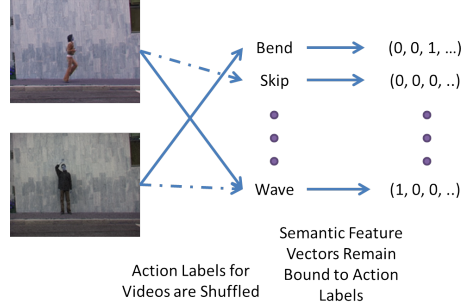 Bend
(0, 0, 1, …)
Skip
(0, 0, 0, ..)
Wave
(1, 0, 0, ..)
Action Labels for
Videos are Shuffled
Semantic Feature
Vectors Remain
Bound to Action
Labels